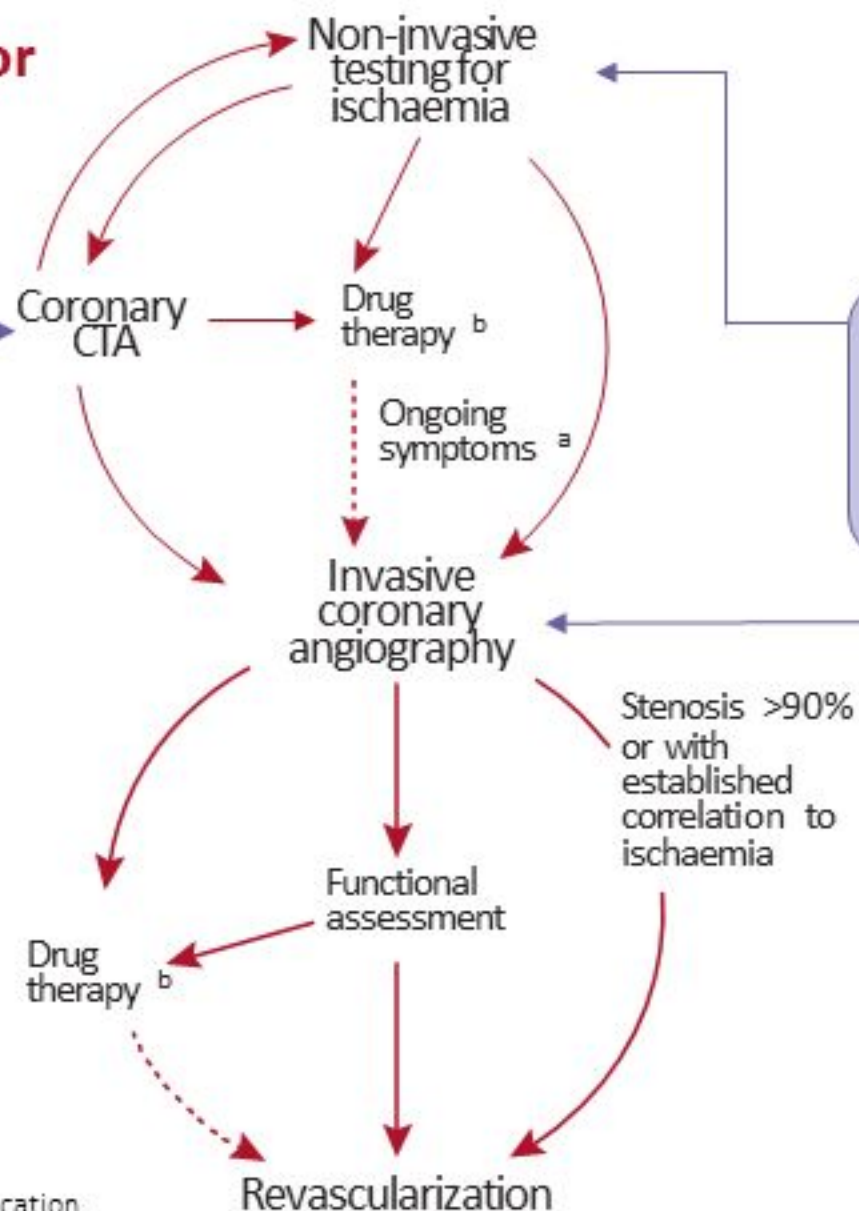 or
Non-invasive
testing for
ischaemia
Coronary
CTA
Drug
therapy b
Ongoing
symptoms a
Invasive
coronary
angiography
Stenosis >90%
or with
established
correlation to
ischaemia
Functional
assessment
Drug
therapy b
Revascularization
cation